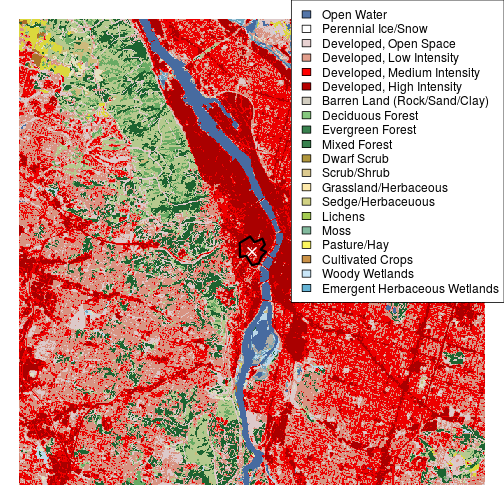 Open Water
Perennial Ice/Snow
Developed, Open Space
Developed, Low Intensity
Developed, Medium Intensity
Developed, High Intensity
Barren Land (Rock/Sand/Clay)
Deciduous Forest
Evergreen Forest
Mixed Forest
Dwarf Scrub
Scrub/Shrub
Grassland/Herbaceous
Sedge/Herbaceuous
Lichens
Moss
Pasture/Hay
Cultivated Crops
Woody Wetlands
Emergent Herbaceous Wetlands